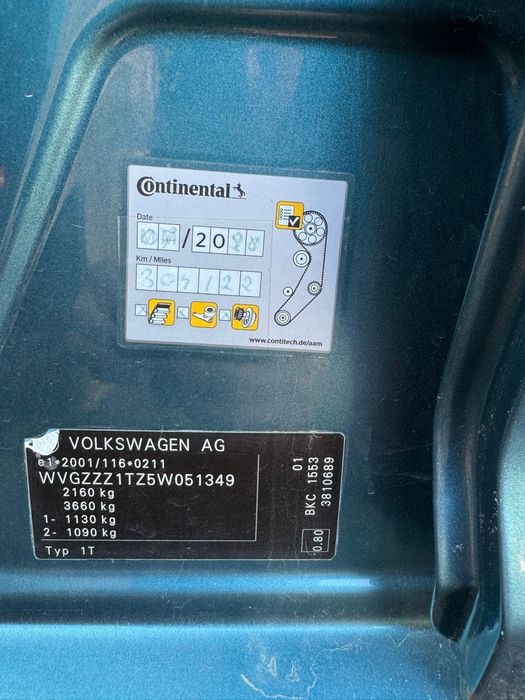 Continental
Date
/20
Km / Miles
304122
www.contitech.de/aam
VOLKSWAGEN AG
e1*2001/116*0211
WVGZZZ1TZ5W051349
2160 kg
3660 kg
1- 1130 kg
2- 1090 kg
Typ 1T
01
BKC 1553
3810689
0.80